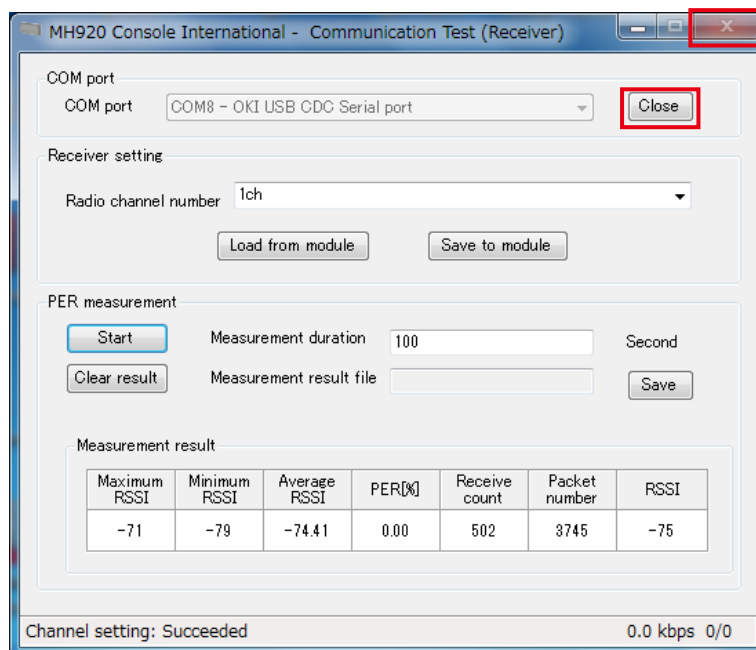 MH920 Console International -  Communication Test (Receiver)
COM port
COM port COM8 - OKI USB CDC Serial port Close
Receiver setting
Radio channel number 1ch
Load from module Save to module
PER measurement
Start Measurement duration 100 Second
Clear result Measurement result file Save
Measurement result
Maximum RSSI Minimum RSSI Average RSSI PER[%] Receive count Packet number RSSI
-71 -79 -74.41 0.00 502 3745 -75
Channel setting: Succeeded 0.0 kbps 0/0